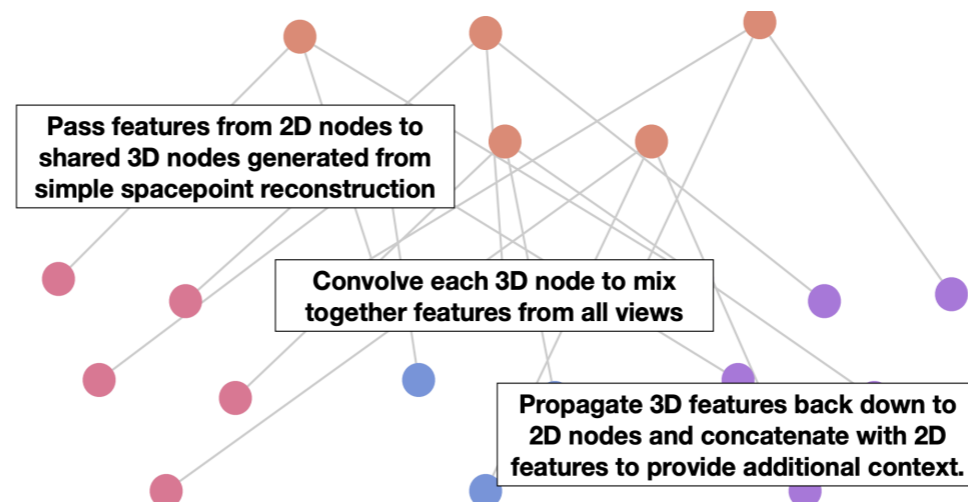 Pass features from 2D nodes to
shared 3D nodes generated from
simple spacepoint reconstruction
Convolve each 3D node to mix
together features from all views
Propagate 3D features back down to
2D nodes and concatenate with 2D
features to provide additional context.